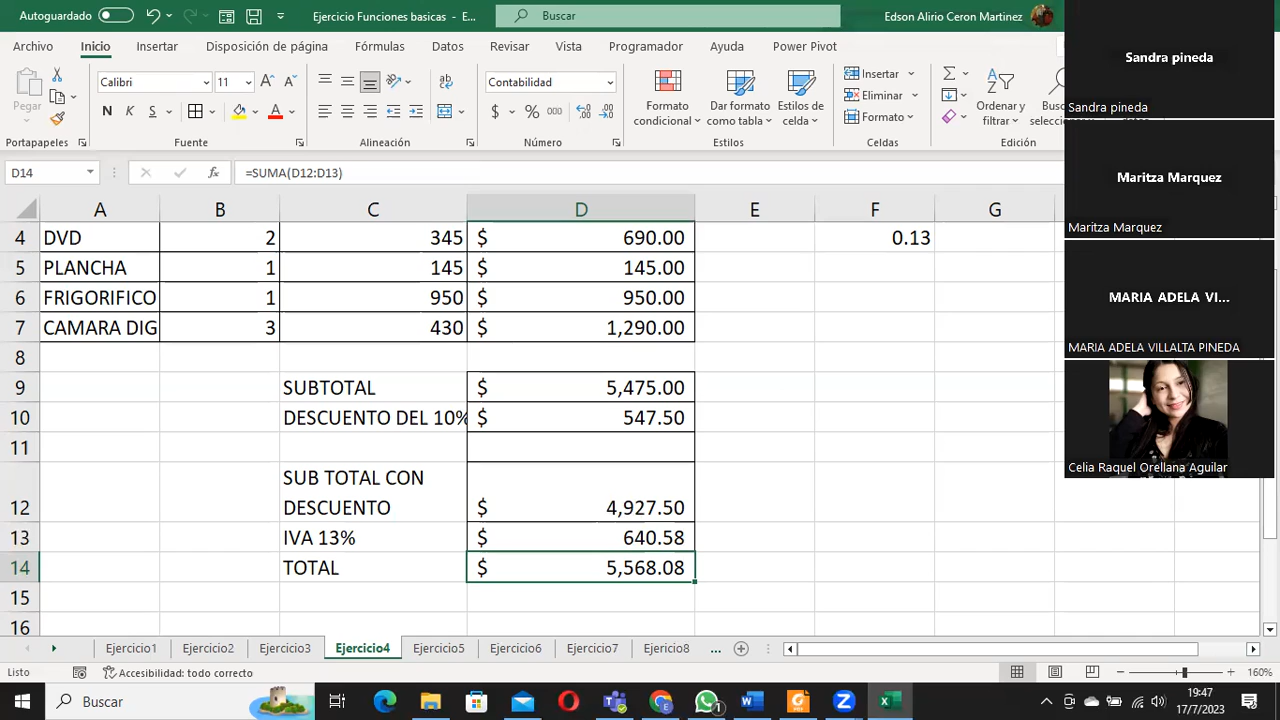 Autoguardado
Ejercicio Funciones basicas - E...
Buscar
Edson Alirio Ceron Martinez
Archivo
Inicio
Insertar
Disposición de página
Fórmulas
Datos
Revisar
Vista
Programador
Ayuda
Power Pivot
Pegar
Calibri
11
N K S
Contabilidad
$ % 000
Formato condicional
Dar formato como tabla
Estilos de celda
Insertar
Eliminar
Formato
Ordenar y filtrar
Portapapeles
Fuente
Alineación
Número
Estilos
Celdas
Edición
D14
=SUMA(D12:D13)
A B C D E F G
4 DVD 2 345 $ 690.00 0.13
5 PLANCHA 1 145 $ 145.00
6 FRIGORIFICO 1 950 $ 950.00
7 CAMARA DIG 3 430 $ 1,290.00
8
9 SUBTOTAL $ 5,475.00
10 DESCUENTO DEL 10% $ 547.50
11
SUB TOTAL CON
12 DESCUENTO $ 4,927.50
13 IVA 13% $ 640.58
14 TOTAL $ 5,568.08
15
16
Ejercicio1 Ejercicio2 Ejercicio3 Ejercicio4 Ejercicio5 Ejercicio6 Ejercicio7 Ejericio8 ...
Listo
Accesibilidad: todo correcto
160%
Buscar
19:47
17/7/2023
Sandra pineda
Sandra pineda
Maritza Marquez
Maritza Marquez
MARIA ADELA VI...
MARIA ADELA VILLALTA PINEDA
Celia Raquel Orellana Aguilar